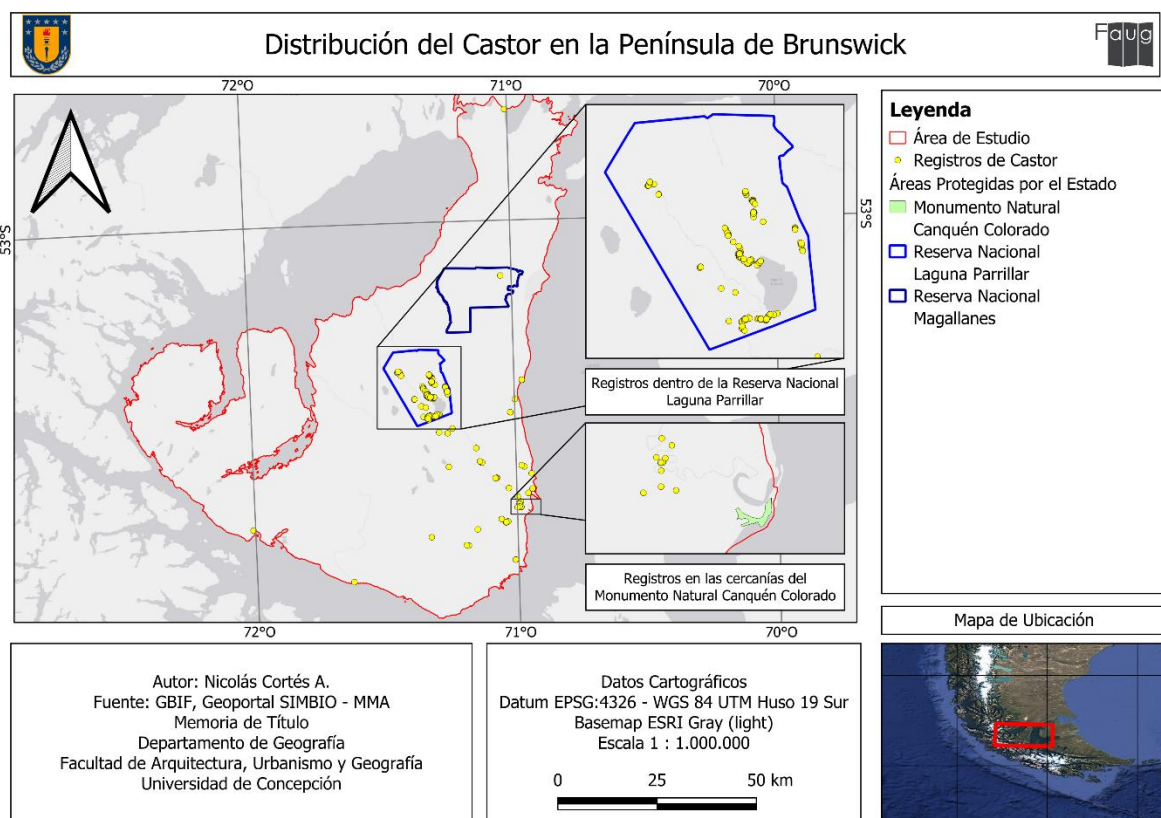 Distribución del Castor en la Península de Brunswick
Faug
72°O
71°O
70°O
53°S
53°S
72°O
71°O
70°O
Registros dentro de la Reserva Nacional
Laguna Parrillar
Registros en las cercanías del
Monumento Natural Canquén Colorado
Leyenda
Área de Estudio
Registros de Castor
Áreas Protegidas por el Estado
Monumento Natural
Canquén Colorado
Reserva Nacional
Laguna Parrillar
Reserva Nacional
Magallanes
Mapa de Ubicación
Autor: Nicolás Cortés A.
Fuente: GBIF, Geoportal SIMBIO - MMA
Memoria de Título
Departamento de Geografía
Facultad de Arquitectura, Urbanismo y Geografía
Universidad de Concepción
Datos Cartográficos
Datum EPSG:4326 - WGS 84 UTM Huso 19 Sur
Basemap ESRI Gray (light)
Escala 1 : 1.000.000
0 25 50 km